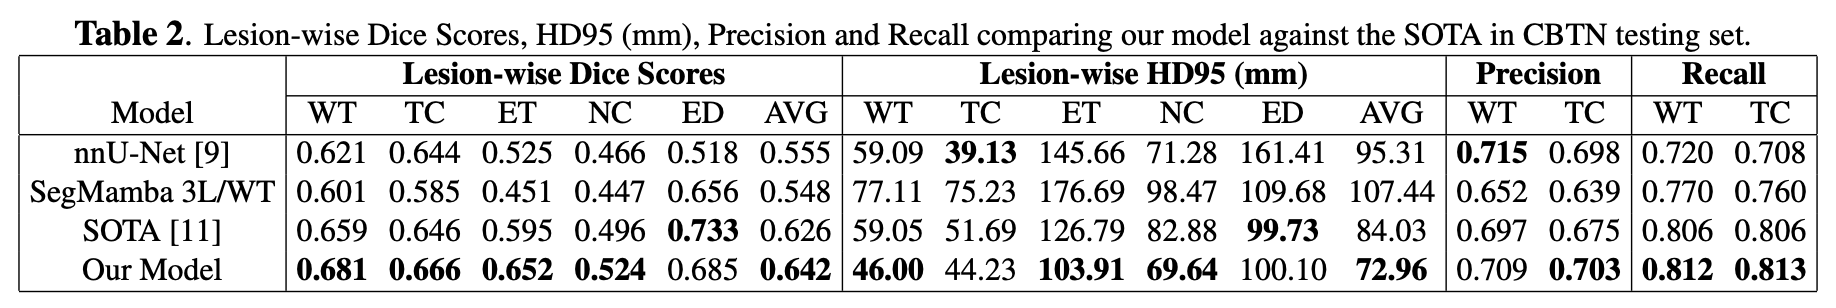 Table 2. Lesion-wise Dice Scores, HD95 (mm), Precision and Recall comparing our model against the SOTA in CBTN testing set.
Lesion-wise Dice Scores Lesion-wise HD95 (mm) Precision Recall
Model WT TC ET NC ED AVG WT TC ET NC ED AVG WT TC WT TC
nnU-Net [9] 0.621 0.644 0.525 0.466 0.518 0.555 59.09 39.13 145.66 71.28 161.41 95.31 0.715 0.698 0.720 0.708
SegMamba 3L/WT 0.601 0.585 0.451 0.447 0.656 0.548 77.11 75.23 176.69 98.47 109.68 107.44 0.652 0.639 0.770 0.760
SOTA [11] 0.659 0.646 0.595 0.496 0.733 0.626 59.05 51.69 126.79 82.88 99.73 84.03 0.697 0.675 0.806 0.806
Our Model 0.681 0.666 0.652 0.524 0.685 0.642 46.00 44.23 103.91 69.64 100.10 72.96 0.709 0.703 0.812 0.813